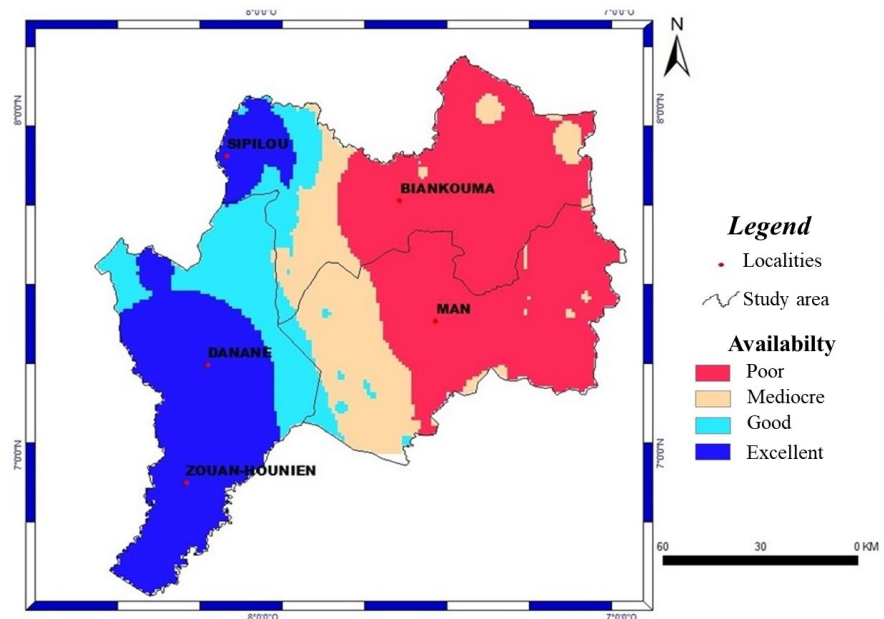 8°0'0"O 7°0'0"O
N
8°0'0"N 8°0'0"N
SIPILOU
BIANKOUMA
MAN
DANANE
ZOUAN-HOUNIEN
7°0'0"N 7°0'0"N
8°0'0"O 7°0'0"O
Legend
Localities
Study area
Availabilty
Poor
Mediocre
Good
Excellent
60 30 0 KM